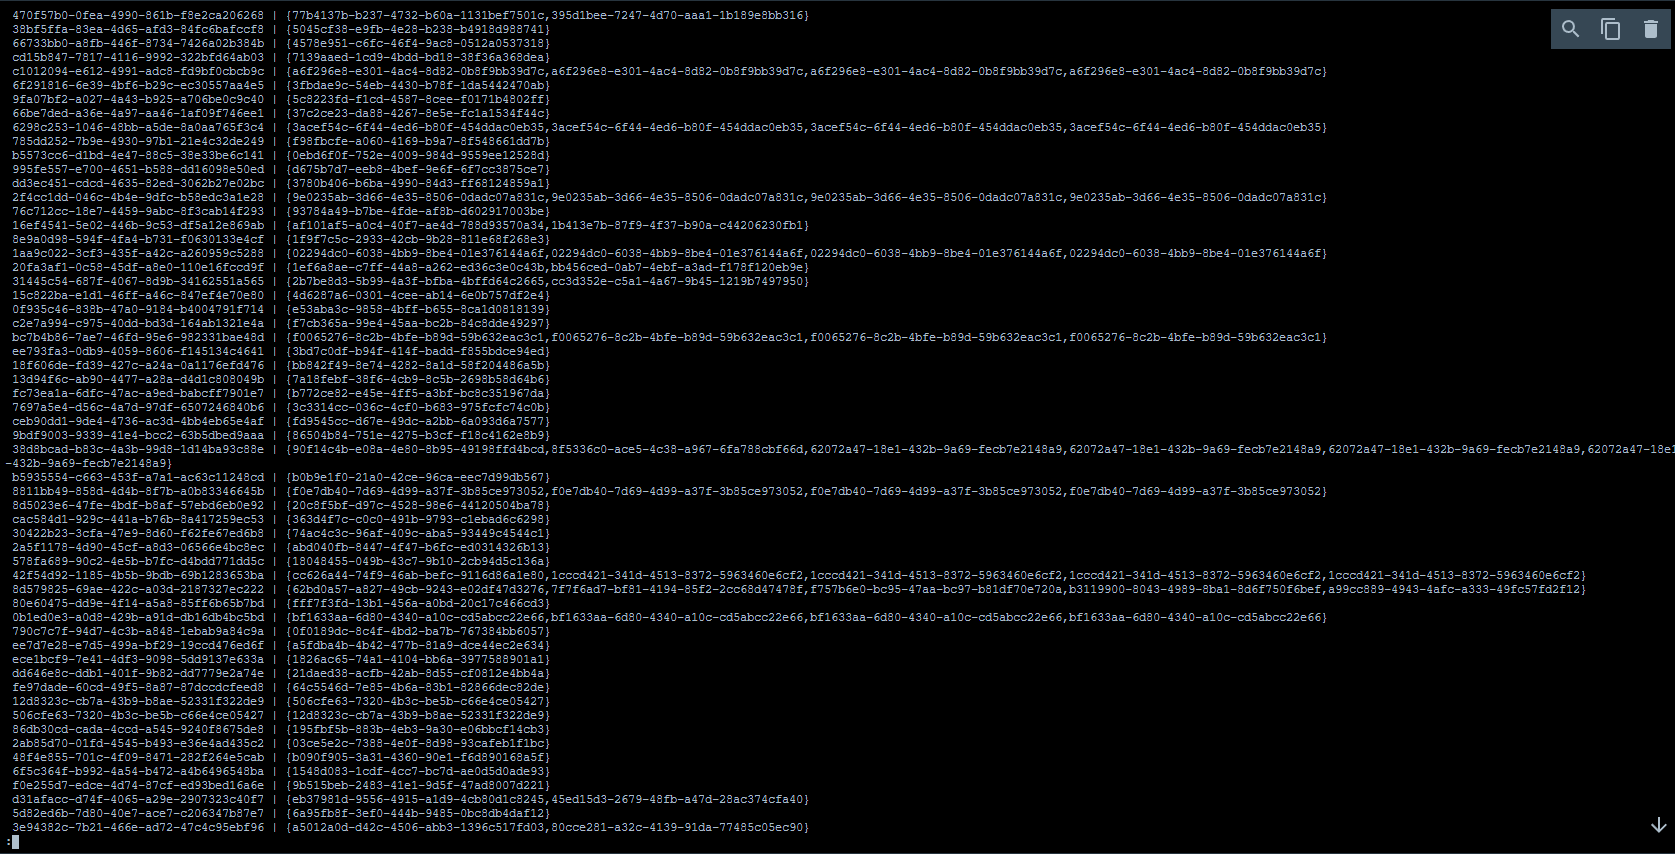 470f57b0-0fea-4990-861b-f8e2ca206268 | {77b4137b-b237-4732-b60a-1131bef7501c,395d1bee-7247-4d70-aaa1-1b189e8bb316}
38bf5ffa-83ea-4d65-afd3-84fc6bafccf8 | {5045cf38-e9fb-4e28-b238-b4918d988741}
66733bb0-a8fb-446f-8734-7426a02b384b | {4578e951-c6fc-46f4-9ac8-0512a0537318}
cd15b847-7817-4116-9992-322bfd64ab03 | {7139aaed-1cd9-4bdd-bd18-38f36a368dea}
c1012094-e612-4991-adc8-fd9bf0cbcb9c | {a6f296e8-e301-4ac4-8d82-0b8f9bb39d7c,a6f296e8-e301-4ac4-8d82-0b8f9bb39d7c,a6f296e8-e301-4ac4-8d82-0b8f9bb39d7c,a6f296e8-e301-4ac4-8d82-0b8f9bb39d7c}
6f291816-6e39-4bf6-b29c-ec30557aa4e5 | {3fbdae9c-54eb-4430-b78f-1da5442470ab}
9fa07bf2-a027-4a43-b925-a706be0c9c40 | {5c8223fd-f1cd-4587-8cee-f0171b4802ff}
66be7ded-a36e-4a97-aa46-1af09f746ee1 | {37c2ce23-da88-4267-8e5e-fc1a1534f44c}
6298c253-1046-48bb-a5de-8a0aa765f3c4 | {3acef54c-6f44-4ed6-b80f-454ddac0eb35,3acef54c-6f44-4ed6-b80f-454ddac0eb35,3acef54c-6f44-4ed6-b80f-454ddac0eb35,3acef54c-6f44-4ed6-b80f-454ddac0eb35}
785dd252-7b9e-4930-97b1-21e4c32de249 | {f98fbcfe-a060-4169-b9a7-8f548661dd7b}
b5573cc6-d1bd-4e47-88c5-38e33be6c141 | {0ebd6f0f-752e-4009-984d-9559ee12528d}
995fe557-e700-4651-b588-dd16098e50ed | {d675b7d7-eeb8-4bef-9e6f-6f7cc3875ce7}
dd3ec451-cdcd-4635-82ed-3062b27e02bc | {3780b406-b6ba-4990-84d3-ff68124859a1}
2f4cc1dd-046c-4b4e-9dfc-b58edc3a1e28 | {9e0235ab-3d66-4e35-8506-0dadc07a831c,9e0235ab-3d66-4e35-8506-0dadc07a831c,9e0235ab-3d66-4e35-8506-0dadc07a831c,9e0235ab-3d66-4e35-8506-0dadc07a831c}
76c712cc-18e7-4459-9abc-8f3cab14f293 | {93784a49-b7be-4fde-af8b-d602917003be}
16ef4541-5e02-446b-9c53-df5a12e869ab | {af101af5-a0c4-40f7-ae4d-788d93570a34,1b413e7b-87f9-4f37-b90a-c44206230fb1}
8e9a0d98-594f-4fa4-b731-f0630133e4cf | {1f9f7c5c-2933-42cb-9b28-811e68f268e3}
1aa9c022-3cf3-435f-a42c-a260959c5288 | {02294dc0-6038-4bb9-8be4-01e376144a6f,02294dc0-6038-4bb9-8be4-01e376144a6f,02294dc0-6038-4bb9-8be4-01e376144a6f,02294dc0-6038-4bb9-8be4-01e376144a6f}
20fa3af1-0c58-45df-a8e0-110e16fccd9f | {1ef6a8ae-c7ff-44a8-a262-ed36c3e0c43b,bb456ced-0ab7-4ebf-a3ad-f178f120eb9e}
31445c54-687f-4067-8d9b-34162551a565 | {2b7be8d3-5b99-4a3f-bfba-4bffd64c2665,cc3d352e-c5a1-4a67-9b45-1219b7497950}
15c822ba-e1d1-46ff-a46c-847ef4e70e80 | {4d6287a6-0301-4cee-ab14-6e0b757df2e4}
0f935c46-838b-47a0-9184-b4004791f714 | {e53aba3c-9858-4bff-b655-8ca1d0818139}
c2e7a994-c975-40dd-bd3d-164ab1321e4a | {f7cb365a-99e4-45aa-bc2b-84c8dde49297}
bc7b4b86-7ae7-46fd-95e6-982331bae48d | {f0065276-8c2b-4bfe-b89d-59b632eac3c1,f0065276-8c2b-4bfe-b89d-59b632eac3c1,f0065276-8c2b-4bfe-b89d-59b632eac3c1,f0065276-8c2b-4bfe-b89d-59b632eac3c1}
ee793fa3-0db9-4059-8606-f145134c4641 | {3bd7c0df-b94f-414f-badd-f855bdce94ed}
18f606de-fd39-427c-a24a-0a1176efd476 | {bb842f49-8e74-4282-8a1d-58f204486a5b}
13d94f6c-ab90-4477-a28a-d4d1c808049b | {7a18febf-38f6-4cb9-8c5b-2698b58d64b6}
fc73ea1a-6dfc-47ac-a9ed-babcff7901e7 | {b772ce82-e45e-4ff5-a3bf-bc8c351967da}
7697a5e4-d56c-4a7d-97df-6507246840b6 | {3c3314cc-036c-4cf0-b683-975fcfc74c0b}
ceb90dd1-9de4-4736-ac3d-4bb4eb65e4af | {fd9545cc-d67e-49dc-a2bb-6a093d6a7577}
9bdf9003-9339-41e4-bcc2-63b5dbed9aaa | {86504b84-751e-4275-b3cf-f18c4162e8b9}
38d8bcad-b83c-4a3b-99d8-1d14ba93c88e | {90f14c4b-e08a-4e80-8b95-49198ffd4bcd,8f5336c0-ace5-4c38-a967-6fa788cbf66d,62072a47-18e1-432b-9a69-fecb7e2148a9,62072a47-18e1-432b-9a69-fecb7e2148a9,62072a47-18e1-432b-9a69-fecb7e2148a9,62072a47-18e1
-432b-9a69-fecb7e2148a9}
b5935554-c663-453f-a7a1-ac63c11248cd | {b0b9e1f0-21a0-42ce-96ca-eec7d99db567}
8811bb49-858d-4d4b-8f7b-a0b83346645b | {f0e7db40-7d69-4d99-a37f-3b85ce973052,f0e7db40-7d69-4d99-a37f-3b85ce973052,f0e7db40-7d69-4d99-a37f-3b85ce973052,f0e7db40-7d69-4d99-a37f-3b85ce973052}
8d5023e6-47fe-4bdf-b8af-57ebd6eb0e92 | {20c8f5bf-d97c-4528-98e6-44120504ba78}
cac584d1-929c-441a-b76b-8a417259ec53 | {363d4f7c-c0c0-491b-9793-c1ebad6c6298}
30422b23-3cfa-47e9-8d60-f62fe67ed6b8 | {74ac4c3c-96af-409c-aba5-93449c4544c1}
2a5f1178-4d90-45cf-a8d3-06566e4bc8ec | {abd040fb-8447-4f47-b6fc-ed0314326b13}
578fa689-90c2-4e5b-b7fc-d4bdd771dd5c | {18048455-049b-43c7-9b10-2cb94d5c136a}
42f54d92-1185-4b5b-9bdb-69b1283653ba | {cc626a44-74f9-46ab-befc-9116d86a1e80,1cccd421-341d-4513-8372-5963460e6cf2,1cccd421-341d-4513-8372-5963460e6cf2,1cccd421-341d-4513-8372-5963460e6cf2,1cccd421-341d-4513-8372-5963460e6cf2}
8d579825-69ae-422c-a03d-2187327ec222 | {62bd0a57-a827-49cb-9243-e02df47d3276,7f7f6ad7-bf81-4194-85f2-2cc68d47478f,f757b6e0-bc95-47aa-bc97-b81df70e720a,b3119900-8043-4989-8ba1-8d6f750f6bef,a99cc889-4943-4afc-a333-49fc57fd2f12}
80e60475-dd9e-4f14-a5a8-85ff6b65b7bd | {fff7f3fd-13b1-456a-a0bd-20c17c466cd3}
0b1ed0e3-a0d8-429b-a91d-db16db4bc5bd | {bf1633aa-6d80-4340-a10c-cd5abcc22e66,bf1633aa-6d80-4340-a10c-cd5abcc22e66,bf1633aa-6d80-4340-a10c-cd5abcc22e66,bf1633aa-6d80-4340-a10c-cd5abcc22e66}
790c7c7f-94d7-4c3b-a848-1ebab9a84c9a | {0f0189dc-8c4f-4bd2-ba7b-767384bb6057}
ee7d7e28-e7d5-499a-bf29-19ccd476ed6f | {a5fdba4b-4b42-477b-81a9-dce44ec2e634}
ece1bcf9-7e41-4df3-9098-5dd9137e633a | {1826ac65-74a1-4104-bb6a-3977588901a1}
dd646e8c-ddb1-401f-9b82-dd7779e2a74e | {21daed38-acfb-42ab-8d55-cf0812e4bb4a}
fe97dade-60cd-49f5-8a87-87dccdcfeed8 | {64c5546d-7e85-4b6a-83b1-82866dec82de}
12d8323c-cb7a-43b9-b8ae-52331f322de9 | {506cfe63-7320-4b3c-be5b-c66e4ce05427}
506cfe63-7320-4b3c-be5b-c66e4ce05427 | {12d8323c-cb7a-43b9-b8ae-52331f322de9}
86db30cd-cada-4ccd-a545-9240f8675de8 | {195fbf5b-883b-4eb3-9a30-e06bbcf14cb3}
2ab85d70-01fd-4545-b493-e36e4ad435c2 | {03ce5e2c-7388-4e0f-8d98-93cafeb1f1bc}
48f4e855-701c-4f09-8471-282f264e5cab | {b090f905-3a31-4360-90e1-f6d890168a5f}
6f5c364f-b992-4a54-b472-a4b6496548ba | {1548d083-1cdf-4cc7-bc7d-ae0d5d0ade93}
f0e255d7-edce-4d74-87cf-ed93bed16a6e | {9b515beb-2483-41e1-9d5f-47ad8007d221}
d31afacc-d74f-4065-a29e-2907323c40f7 | {eb37981d-9556-4915-a1d9-4cb80d1c8245,45ed15d3-2679-48fb-a47d-28ac374cfa40}
5d82ed6b-7d80-40e7-ace7-c206347b87e7 | {6a95fb8f-3ef0-444b-9485-0bc8db4daf12}
3e94382c-7b21-466e-ad72-47c4c95ebf96 | {a5012a0d-d42c-4506-abb3-1396c517fd03,80cce281-a32c-4139-91da-77485c05ec90}
: